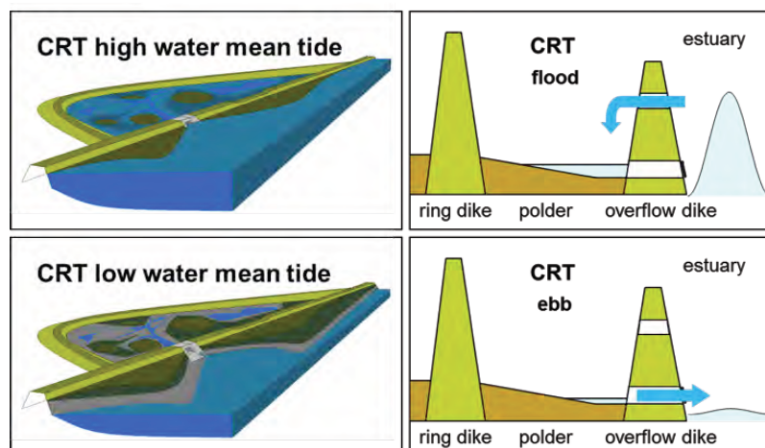 CRT high water mean tide
CRT
flood
estuary
ring dike polder overflow dike
CRT low water mean tide
CRT
ebb
estuary
ring dike polder overflow dike